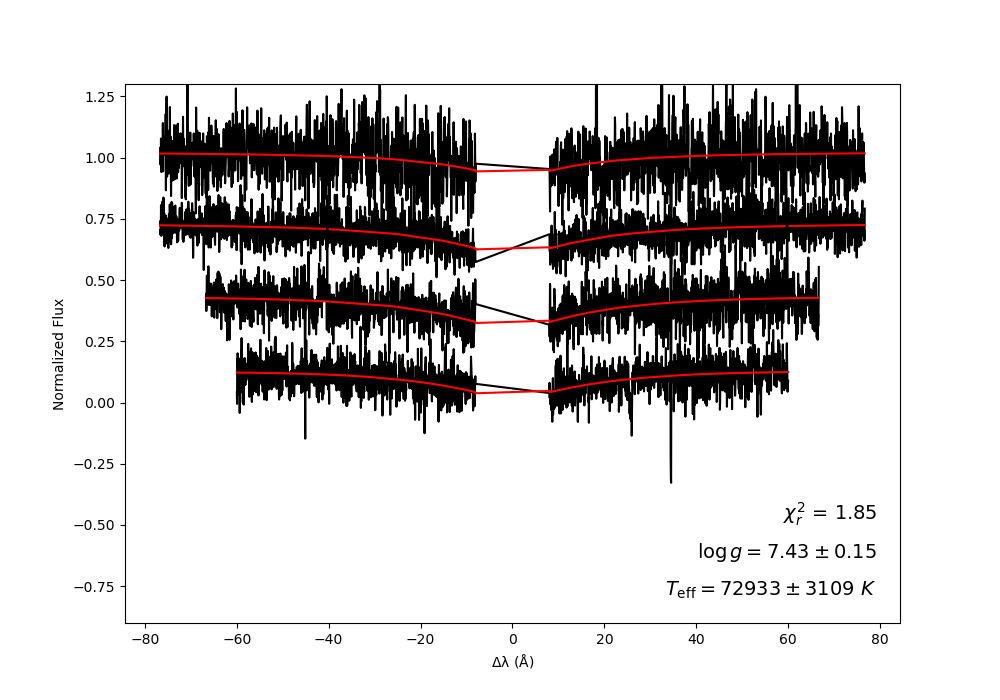 1.25
1.00
0.75
0.50
0.25
0.00
−0.25
−0.50
−0.75
Normalized Flux
−80 −60 −40 −20 0 20 40 60 80
Δλ (Å)
χ²ᵣ = 1.85
log g = 7.43 ± 0.15
T_eff = 72933 ± 3109 K